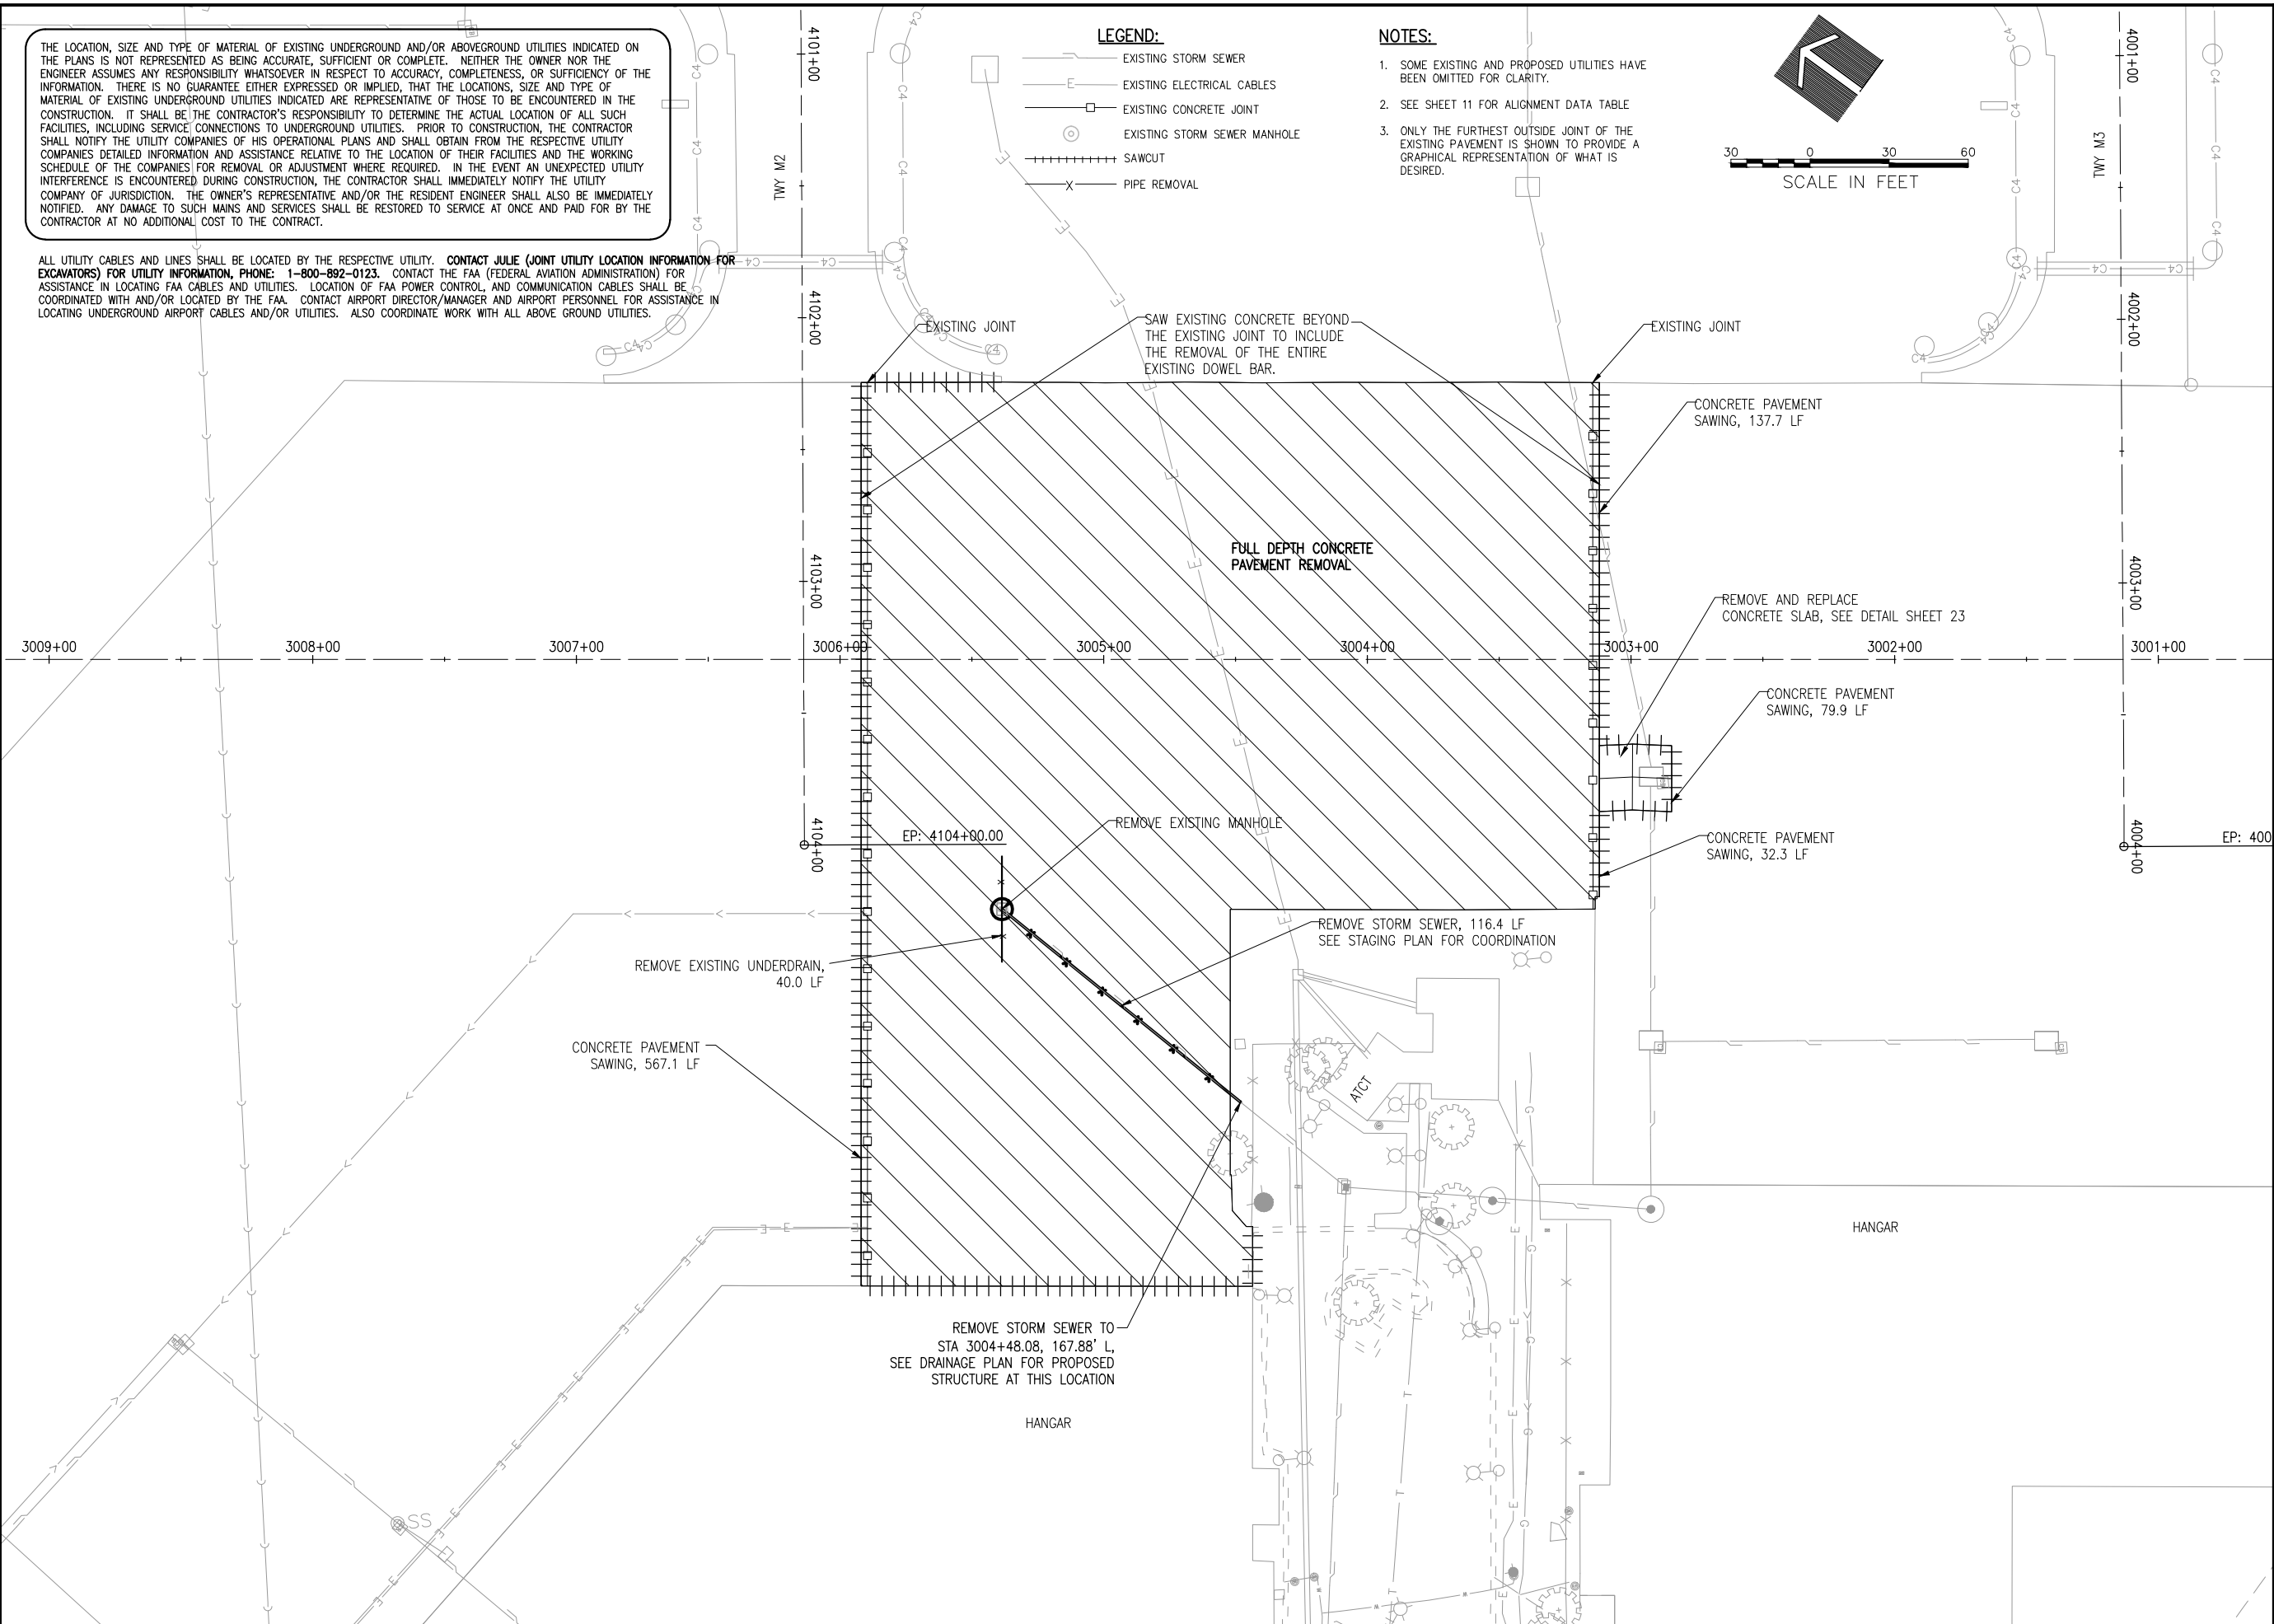 THE LOCATION, SIZE AND TYPE OF MATERIAL OF EXISTING UNDERGROUND AND/OR ABOVEGROUND UTILITIES INDICATED ON
THE PLANS IS NOT REPRESENTED AS BEING ACCURATE, SUFFICIENT OR COMPLETE. NEITHER THE OWNER NOR THE
ENGINEER ASSUMES ANY RESPONSIBILITY WHATSOEVER IN RESPECT TO ACCURACY, COMPLETENESS, OR SUFFICIENCY OF THE
INFORMATION. THERE IS NO GUARANTEE EITHER EXPRESSED OR IMPLIED, THAT THE LOCATIONS, SIZE AND TYPE OF
MATERIAL OF EXISTING UNDERGROUND UTILITIES INDICATED ARE REPRESENTATIVE OF THOSE TO BE ENCOUNTERED IN THE
CONSTRUCTION. IT SHALL BE THE CONTRACTOR'S RESPONSIBILITY TO DETERMINE THE ACTUAL LOCATION OF ALL SUCH
FACILITIES, INCLUDING SERVICE CONNECTIONS TO UNDERGROUND UTILITIES. PRIOR TO CONSTRUCTION, THE CONTRACTOR
SHALL NOTIFY THE UTILITY COMPANIES OF HIS OPERATIONAL PLANS AND SHALL OBTAIN FROM THE RESPECTIVE UTILITY
COMPANIES DETAILED INFORMATION AND ASSISTANCE RELATIVE TO THE LOCATION OF THEIR FACILITIES AND THE WORKING
SCHEDULE OF THE COMPANIES FOR REMOVAL OR ADJUSTMENT WHERE REQUIRED. IN THE EVENT AN UNEXPECTED UTILITY
INTERFERENCE IS ENCOUNTERED DURING CONSTRUCTION, THE CONTRACTOR SHALL IMMEDIATELY NOTIFY THE UTILITY
COMPANY OF JURISDICTION. THE OWNER'S REPRESENTATIVE AND/OR THE RESIDENT ENGINEER SHALL ALSO BE IMMEDIATELY
NOTIFIED. ANY DAMAGE TO SUCH MAINS AND SERVICES SHALL BE RESTORED TO SERVICE AT ONCE AND PAID FOR BY THE
CONTRACTOR AT NO ADDITIONAL COST TO THE CONTRACT.
ALL UTILITY CABLES AND LINES SHALL BE LOCATED BY THE RESPECTIVE UTILITY. CONTACT JULIE (JOINT UTILITY LOCATION INFORMATION FOR
EXCAVATORS) FOR UTILITY INFORMATION, PHONE: 1-800-892-0123. CONTACT THE FAA (FEDERAL AVIATION ADMINISTRATION) FOR
ASSISTANCE IN LOCATING FAA CABLES AND UTILITIES. LOCATION OF FAA POWER CONTROL, AND COMMUNICATION CABLES SHALL BE
COORDINATED WITH AND/OR LOCATED BY THE FAA. CONTACT AIRPORT DIRECTOR/MANAGER AND AIRPORT PERSONNEL FOR ASSISTANCE IN
LOCATING UNDERGROUND AIRPORT CABLES AND/OR UTILITIES. ALSO COORDINATE WORK WITH ALL ABOVE GROUND UTILITIES.
LEGEND:
EXISTING STORM SEWER
E EXISTING ELECTRICAL CABLES
EXISTING CONCRETE JOINT
EXISTING STORM SEWER MANHOLE
SAWCUT
X PIPE REMOVAL
NOTES:
1. SOME EXISTING AND PROPOSED UTILITIES HAVE
BEEN OMITTED FOR CLARITY.
2. SEE SHEET 11 FOR ALIGNMENT DATA TABLE
3. ONLY THE FURTHEST OUTSIDE JOINT OF THE
EXISTING PAVEMENT IS SHOWN TO PROVIDE A
GRAPHICAL REPRESENTATION OF WHAT IS
DESIRED.
30 0 30 60
SCALE IN FEET
TWY M2
4101+00
4102+00
4103+00
4104+00
TWY M3
4001+00
4002+00
4003+00
4004+00
EXISTING JOINT
SAW EXISTING CONCRETE BEYOND
THE EXISTING JOINT TO INCLUDE
THE REMOVAL OF THE ENTIRE
EXISTING DOWEL BAR.
EXISTING JOINT
CONCRETE PAVEMENT
SAWING, 137.7 LF
FULL DEPTH CONCRETE
PAVEMENT REMOVAL
REMOVE AND REPLACE
CONCRETE SLAB, SEE DETAIL SHEET 23
3009+00 3008+00 3007+00 3006+00 3005+00 3004+00 3003+00 3002+00 3001+00
CONCRETE PAVEMENT
SAWING, 79.9 LF
EP: 4104+00.00
REMOVE EXISTING MANHOLE
CONCRETE PAVEMENT
SAWING, 32.3 LF
EP: 400
REMOVE STORM SEWER, 116.4 LF
SEE STAGING PLAN FOR COORDINATION
REMOVE EXISTING UNDERDRAIN,
40.0 LF
CONCRETE PAVEMENT
SAWING, 567.1 LF
ATCT
HANGAR
REMOVE STORM SEWER TO
STA 3004+48.08, 167.88' L,
SEE DRAINAGE PLAN FOR PROPOSED
STRUCTURE AT THIS LOCATION
HANGAR
SS